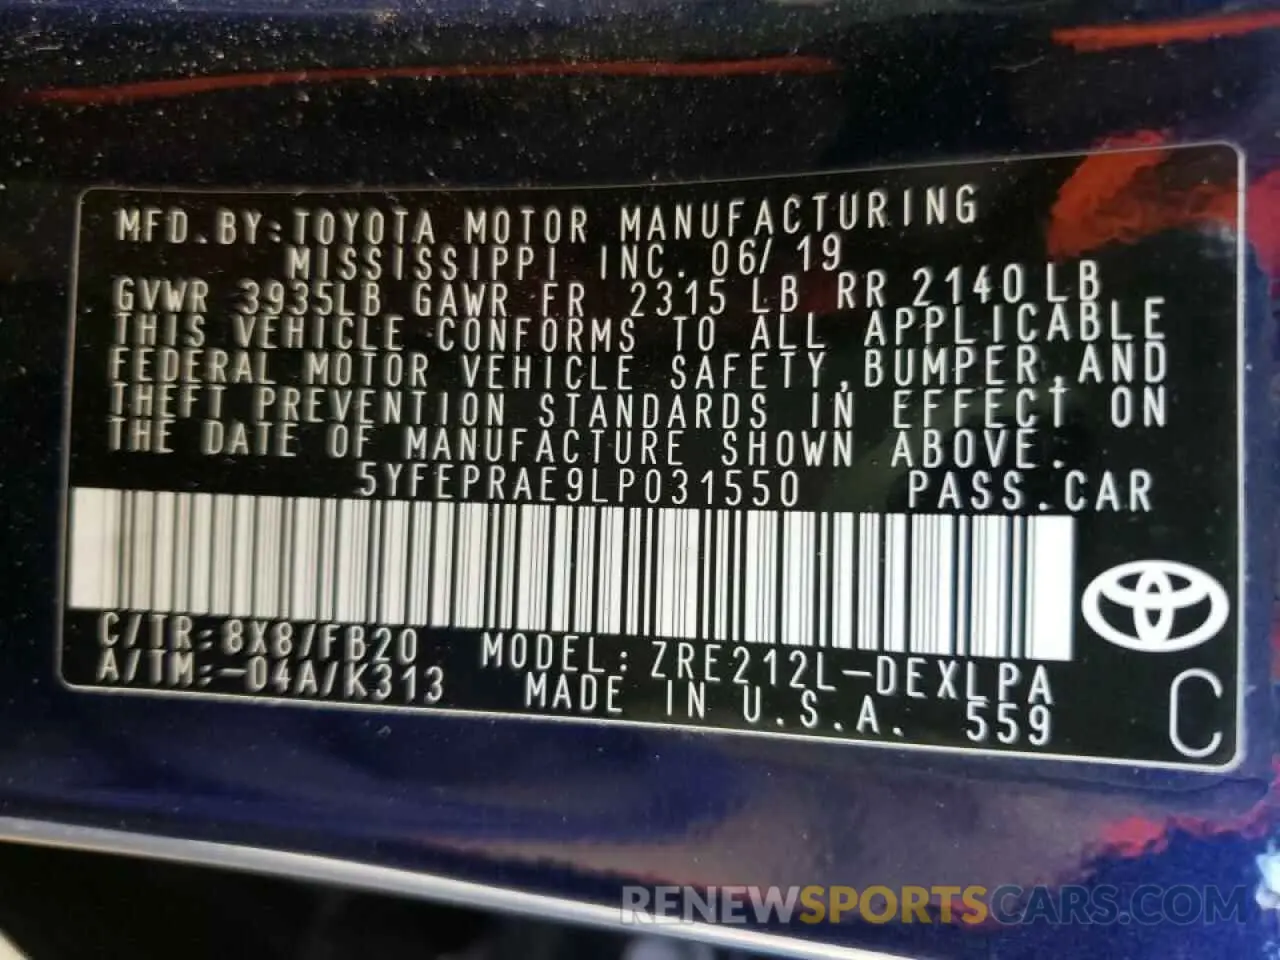 MFD.BY:TOYOTA MOTOR MANUFACTURING
MISSISSIPPI INC. 06/19
GVWR 3935LB GAWR FR 2315 LB RR 2140 LB
THIS VEHICLE CONFORMS TO ALL APPLICABLE
FEDERAL MOTOR VEHICLE SAFETY,BUMPER,AND
THEFT PREVENTION STANDARDS IN EFFECT ON
THE DATE OF MANUFACTURE SHOWN ABOVE.
5YFEPRAE9LP031550 PASS.CAR
C/TR:8X8/FB20 MODEL:ZRE212L-DEXLPA
A/TM:-04A/K313 MADE IN U.S.A. 559
C
RENEWSPORTSCARS.COM